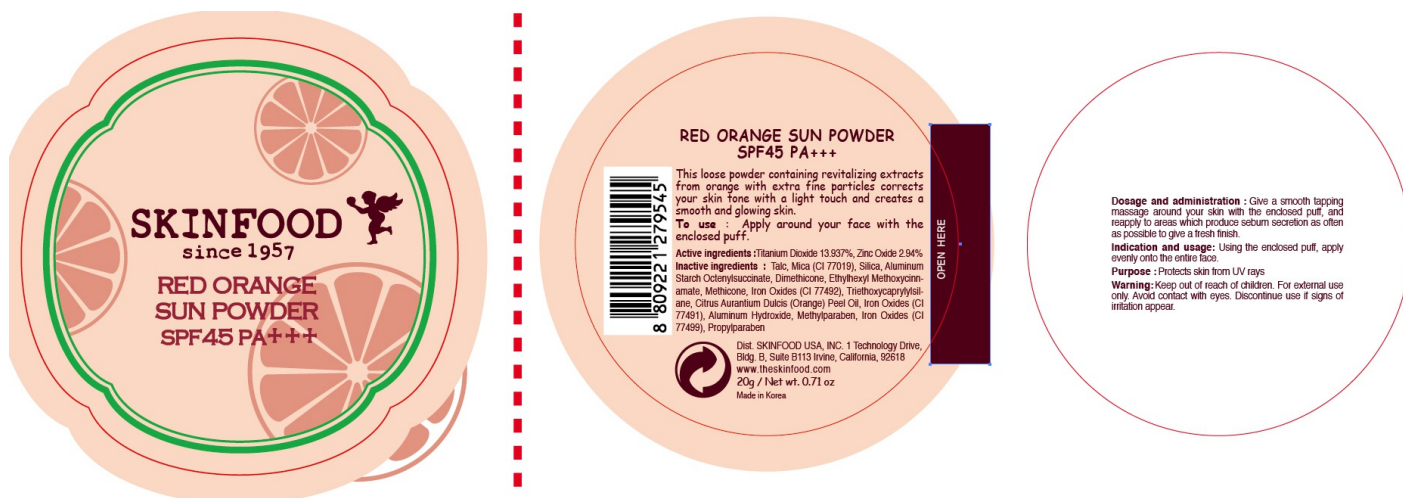 SKINFOOD
since 1957
RED ORANGE
SUN POWDER
SPF45 PA+++
RED ORANGE SUN POWDER
SPF45 PA+++
This loose powder containing revitalizing extracts
from orange with extra fine particles corrects
your skin tone with a light touch and creates a
smooth and glowing skin.
To use : Apply around your face with the
enclosed puff.
Active ingredients :Titanium Dioxide 13.937%, Zinc Oxide 2.94%
Inactive ingredients : Talc, Mica (CI 77019), Silica, Aluminum
Starch Octenylsuccinate, Dimethicone, Ethylhexyl Methoxycinn-
amate, Methicone, Iron Oxides (CI 77492), Triethoxycaprylylsil-
ane, Citrus Aurantium Dulcis (Orange) Peel Oil, Iron Oxides (CI
77491), Aluminum Hydroxide, Methylparaben, Iron Oxides (CI
77499), Propylparaben
8 809221 279545
Dist. SKINFOOD USA, INC. 1 Technology Drive,
Bldg. B, Suite B113 Irvine, California, 92618
www.theskinfood.com
20g / Net wt. 0.71 oz
Made in Korea
OPEN HERE
Dosage and administration : Give a smooth tapping
massage around your skin with the enclosed puff, and
reapply to areas which produce sebum secretion as often
as possible to give a fresh finish.
Indication and usage: Using the enclosed puff, apply
evenly onto the entire face.
Purpose : Protects skin from UV rays
Warning: Keep out of reach of children. For external use
only. Avoid contact with eyes. Discontinue use if signs of
irritation appear.